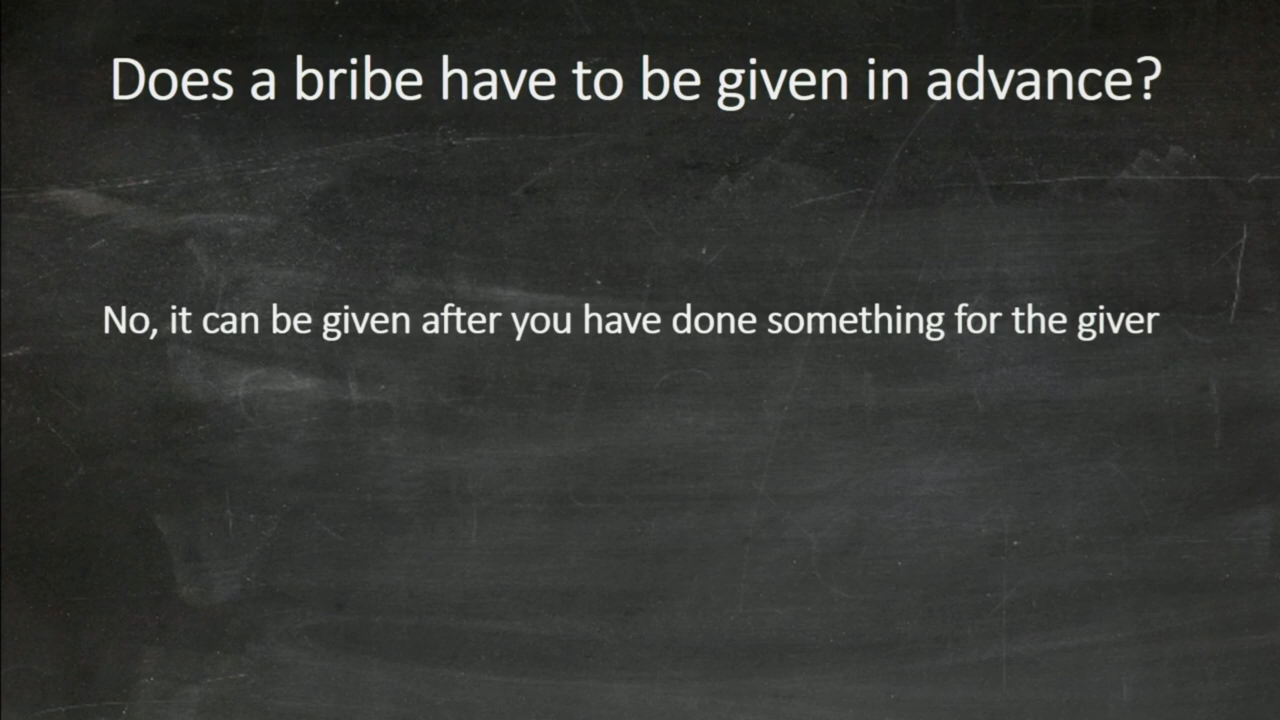 Does a bribe have to be given in advance?
No, it can be given after you have done something for the giver